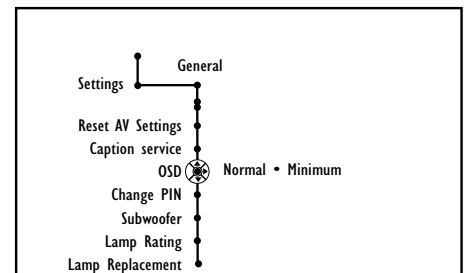 General
Settings
Reset AV Settings
Caption service
OSD Normal • Minimum
Change PIN
Subwoofer
Lamp Rating
Lamp Replacement